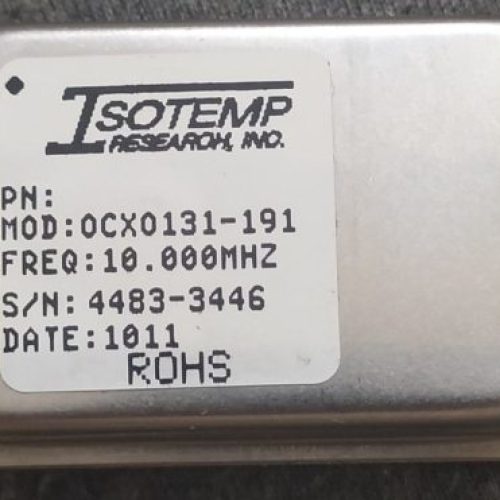 ISOTEMP
RESEARCH, INC.
PN:
MOD:OCXO131-191
FREQ:10.000MHZ
S/N: 4483-3446
DATE:1011
ROHS